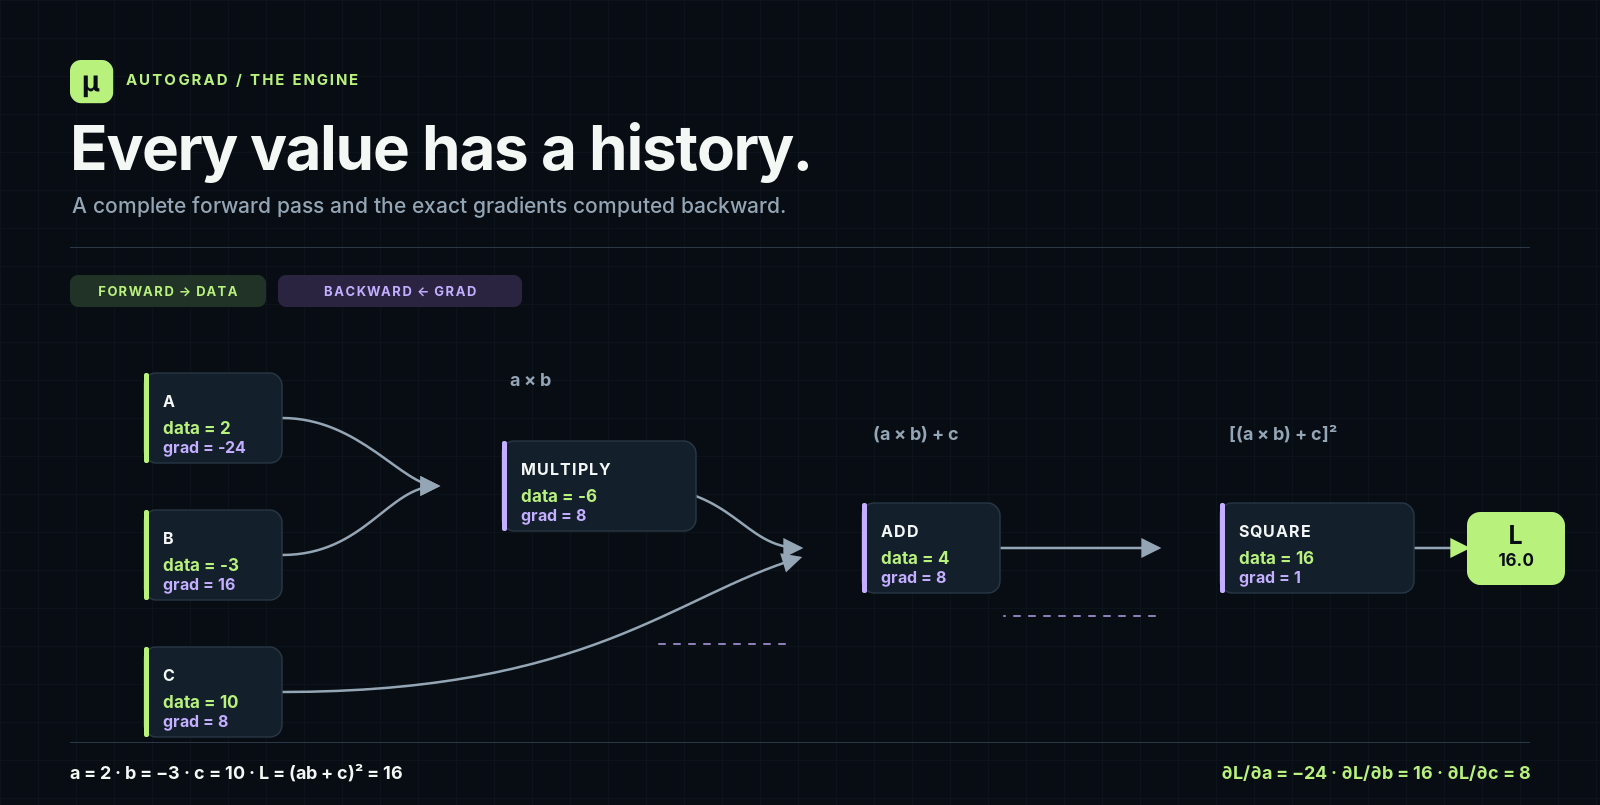 µ AUTOGRAD / THE ENGINE
Every value has a history.
A complete forward pass and the exact gradients computed backward.
FORWARD → DATA
BACKWARD ← GRAD
A
data = 2
grad = -24
B
data = -3
grad = 16
C
data = 10
grad = 8
a × b
MULTIPLY
data = -6
grad = 8
(a × b) + c
ADD
data = 4
grad = 8
[(a × b) + c]²
SQUARE
data = 16
grad = 1
L
16.0
a = 2 · b = −3 · c = 10 · L = (ab + c)² = 16
∂L/∂a = −24 · ∂L/∂b = 16 · ∂L/∂c = 8